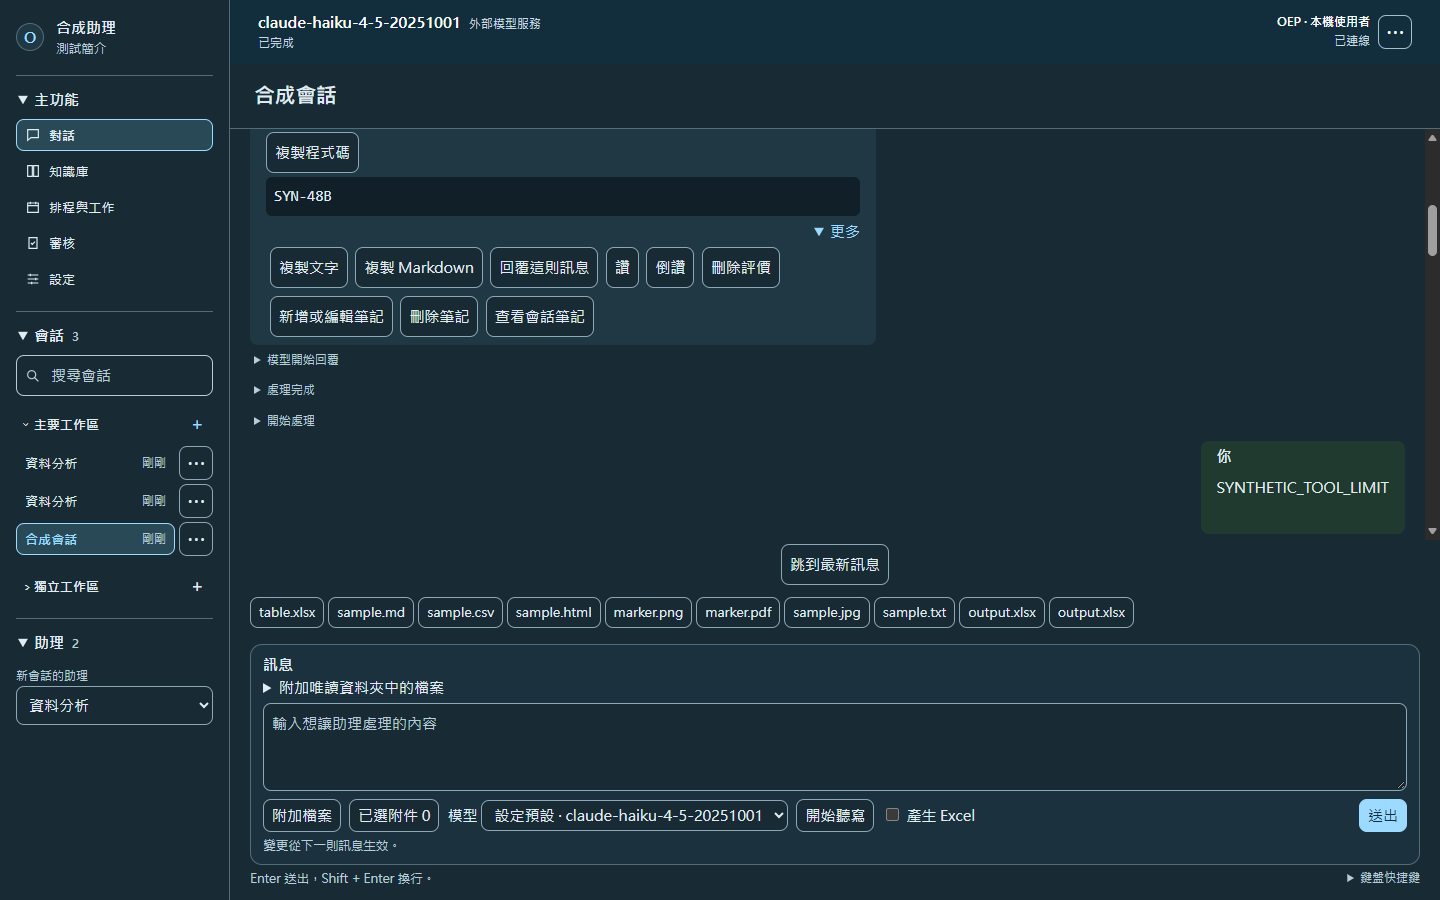 O
合成助理
測試簡介
▼ 主功能
對話
知識庫
排程與工作
審核
設定
▼ 會話 3
搜尋會話
主要工作區 +
資料分析 剛剛 ...
資料分析 剛剛 ...
合成會話 剛剛 ...
獨立工作區 +
▼ 助理 2
新會話的助理
資料分析
claude-haiku-4-5-20251001 外部模型服務
已完成
OEP · 本機使用者
已連線
...
合成會話
複製程式碼
SYN-48B
▼ 更多
複製文字 複製 Markdown 回覆這則訊息 讚 倒讚 刪除評價
新增或編輯筆記 刪除筆記 查看會話筆記
▶ 模型開始回覆
▶ 處理完成
▶ 開始處理
你
SYNTHETIC_TOOL_LIMIT
跳到最新訊息
table.xlsx sample.md sample.csv sample.html marker.png marker.pdf sample.jpg sample.txt output.xlsx output.xlsx
訊息
▶ 附加唯讀資料夾中的檔案
輸入想讓助理處理的內容
附加檔案 已選附件 0 模型 設定預設 · claude-haiku-4-5-20251001 開始聽寫 產生 Excel 送出
變更從下一則訊息生效。
Enter 送出，Shift + Enter 換行。
▶ 鍵盤快捷鍵